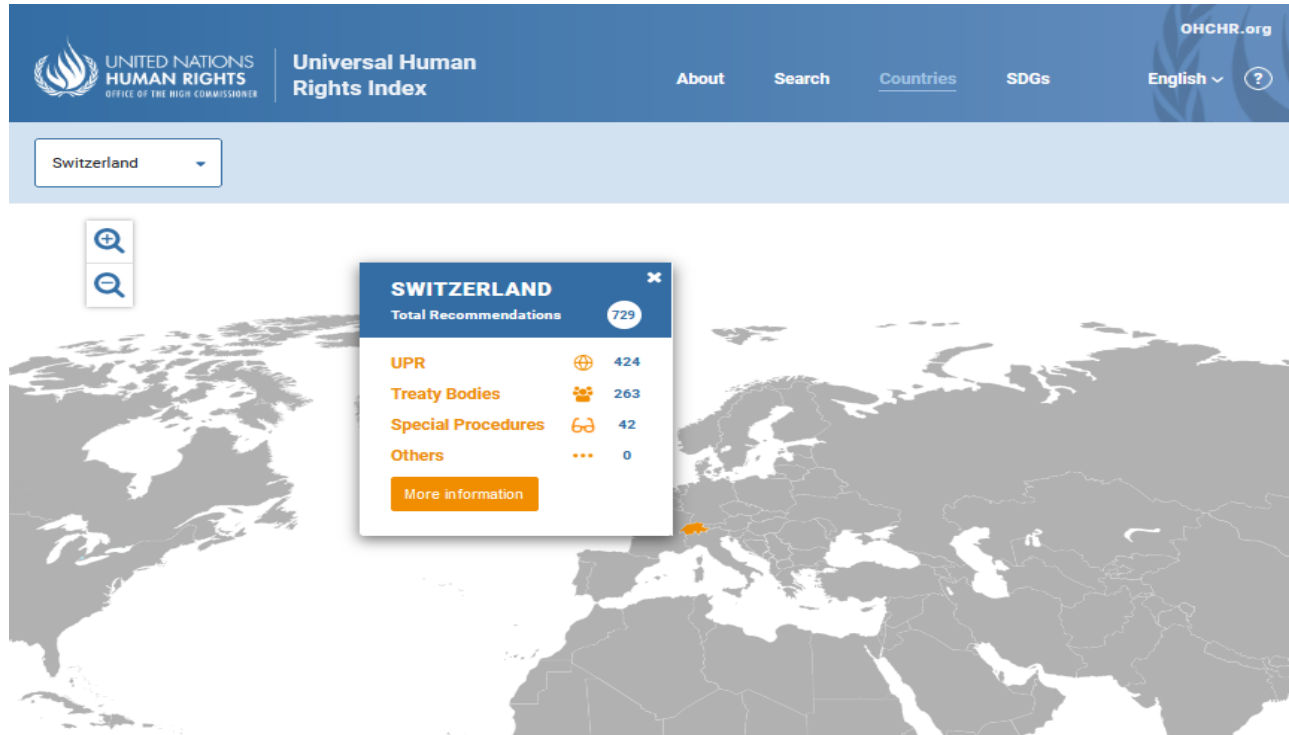 OHCHR.org
UNITED NATIONS
HUMAN RIGHTS
OFFICE OF THE HIGH COMMISSIONER
Universal Human
Rights Index
About
Search
Countries
SDGs
English
?
Switzerland
SWITZERLAND
Total Recommendations 729
UPR 424
Treaty Bodies 263
Special Procedures 42
Others 0
More information